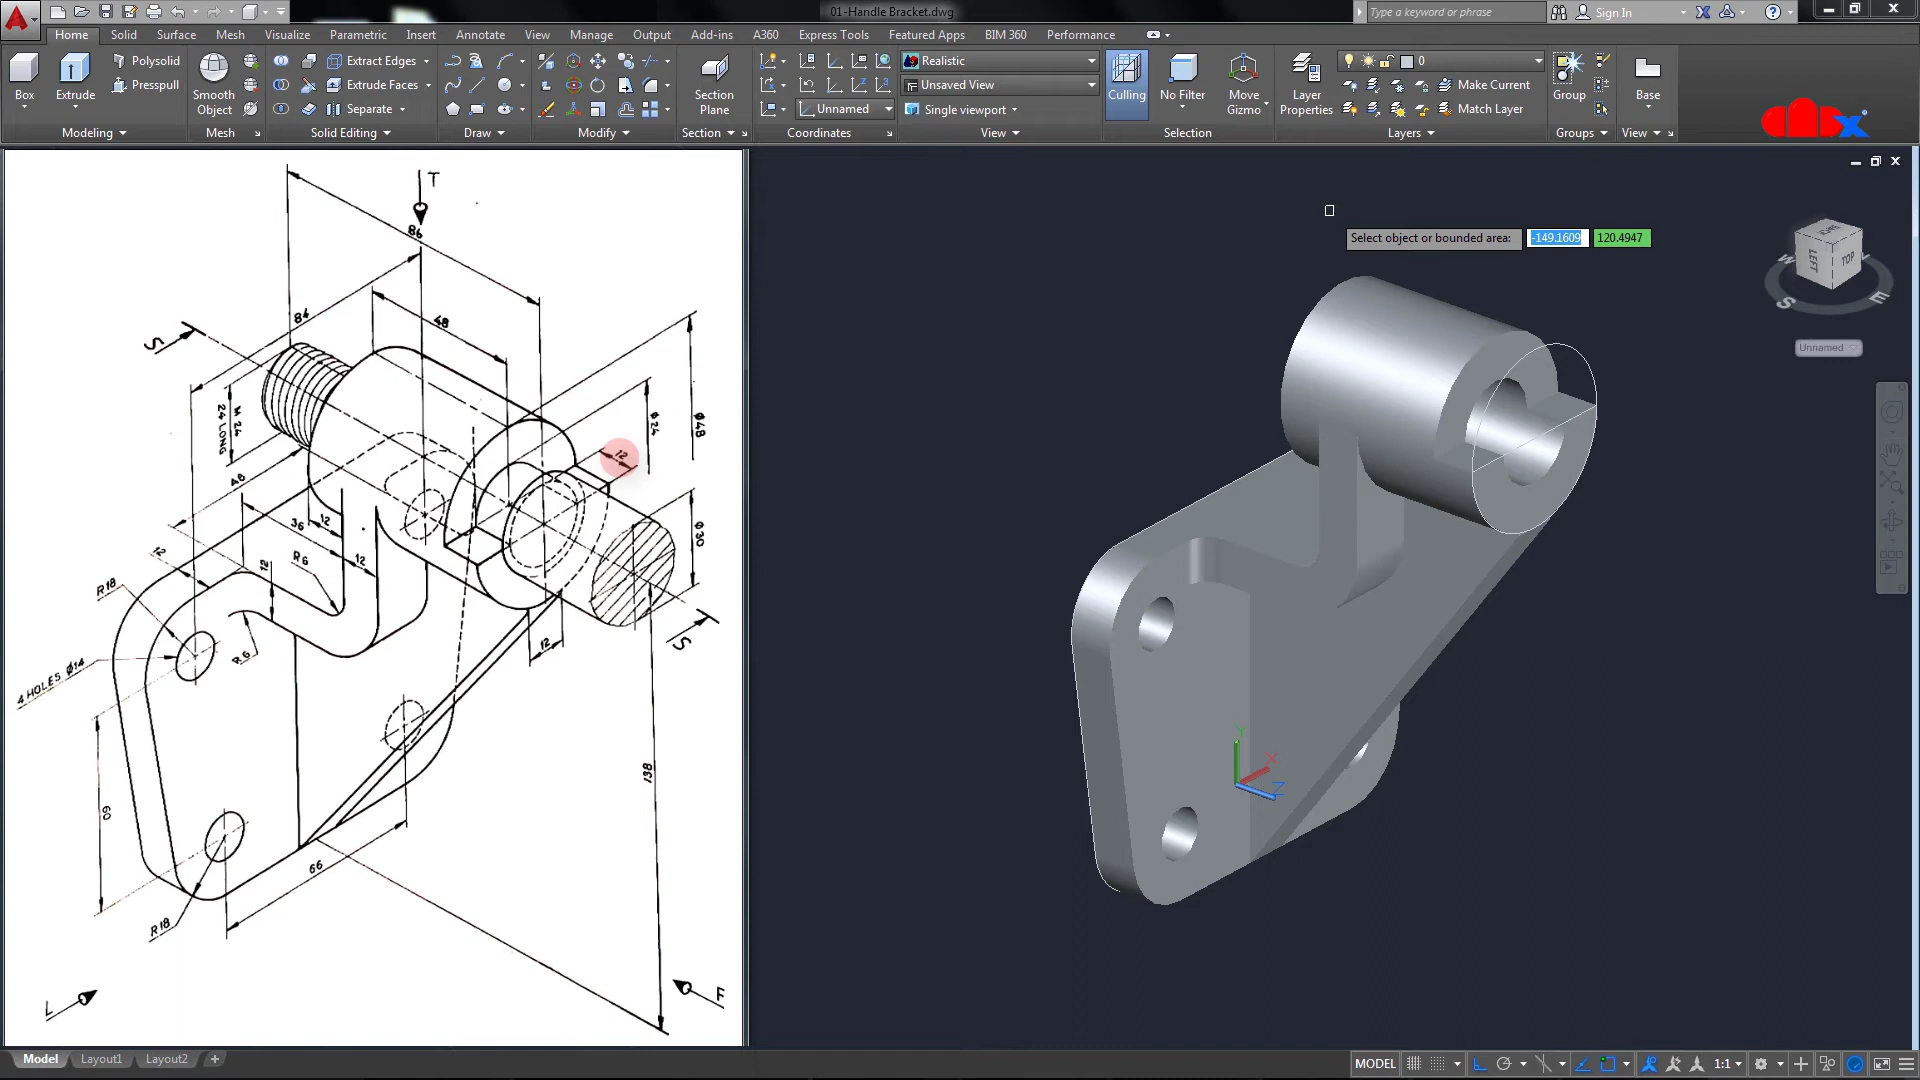 01-Handle Bracket.dwg
Type a keyword or phrase
Sign In
Home Solid Surface Mesh Visualize Parametric Insert Annotate View Manage Output Add-ins A360 Express Tools Featured Apps BIM 360 Performance
Box
Extrude
Polysolid
Presspull
Modeling
Smooth Object
Mesh
Extract Edges
Extrude Faces
Separate
Solid Editing
Draw
Modify
Section Plane
Section
Unnamed
Coordinates
Realistic
Unsaved View
Single viewport
View
Culling
No Filter
Move Gizmo
Selection
Layer Properties
0
Make Current
Match Layer
Layers
Group
Groups
Base
View
T
86
84
48
S
M 24
24 LONG
Ø24
Ø48
12
48
36
12
12
R6
12
12
R18
Ø30
S
R6
12
4 HOLES Ø14
138
60
66
R18
L
F
Select object or bounded area: -149.1609 120.4947
LEFT
TOP
S
E
Unnamed
Y
X
Z
Model Layout1 Layout2 +
MODEL
1:1